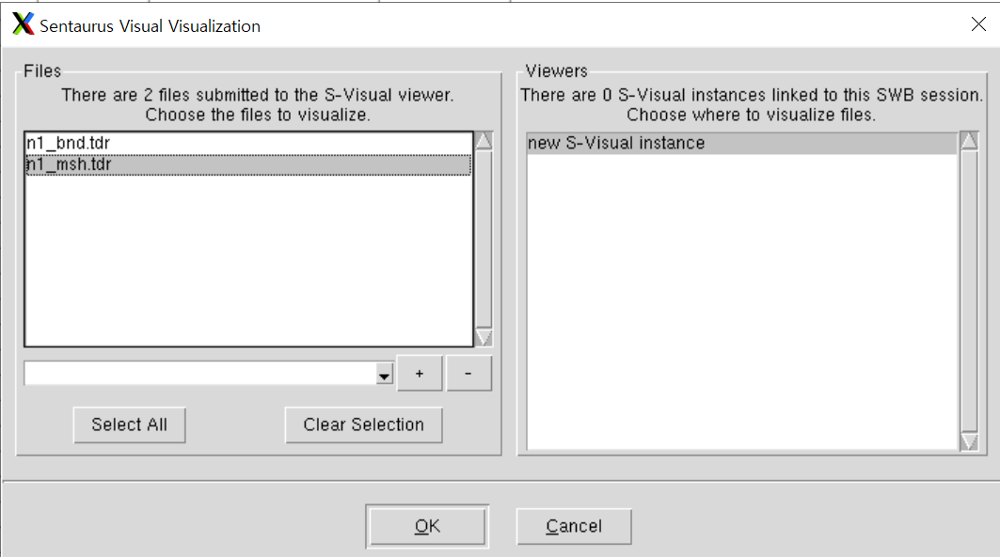 Sentaurus Visual Visualization
Files
There are 2 files submitted to the S-Visual viewer.
Choose the files to visualize.
n1_bnd.tdr
n1_msh.tdr
+
-
Select All
Clear Selection
Viewers
There are 0 S-Visual instances linked to this SWB session.
Choose where to visualize files.
new S-Visual instance
OK
Cancel